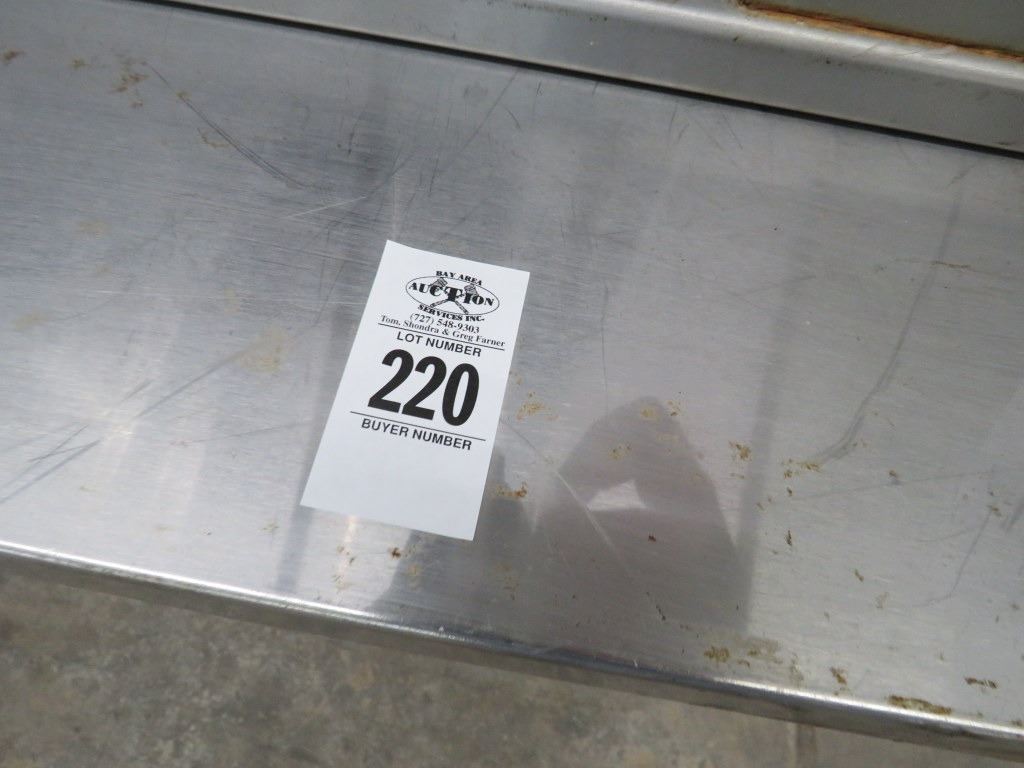 BAY AREA
AUCTION
SERVICES INC.
(727) 548-9303
Tom, Shondra & Greg Farner
LOT NUMBER
220
BUYER NUMBER